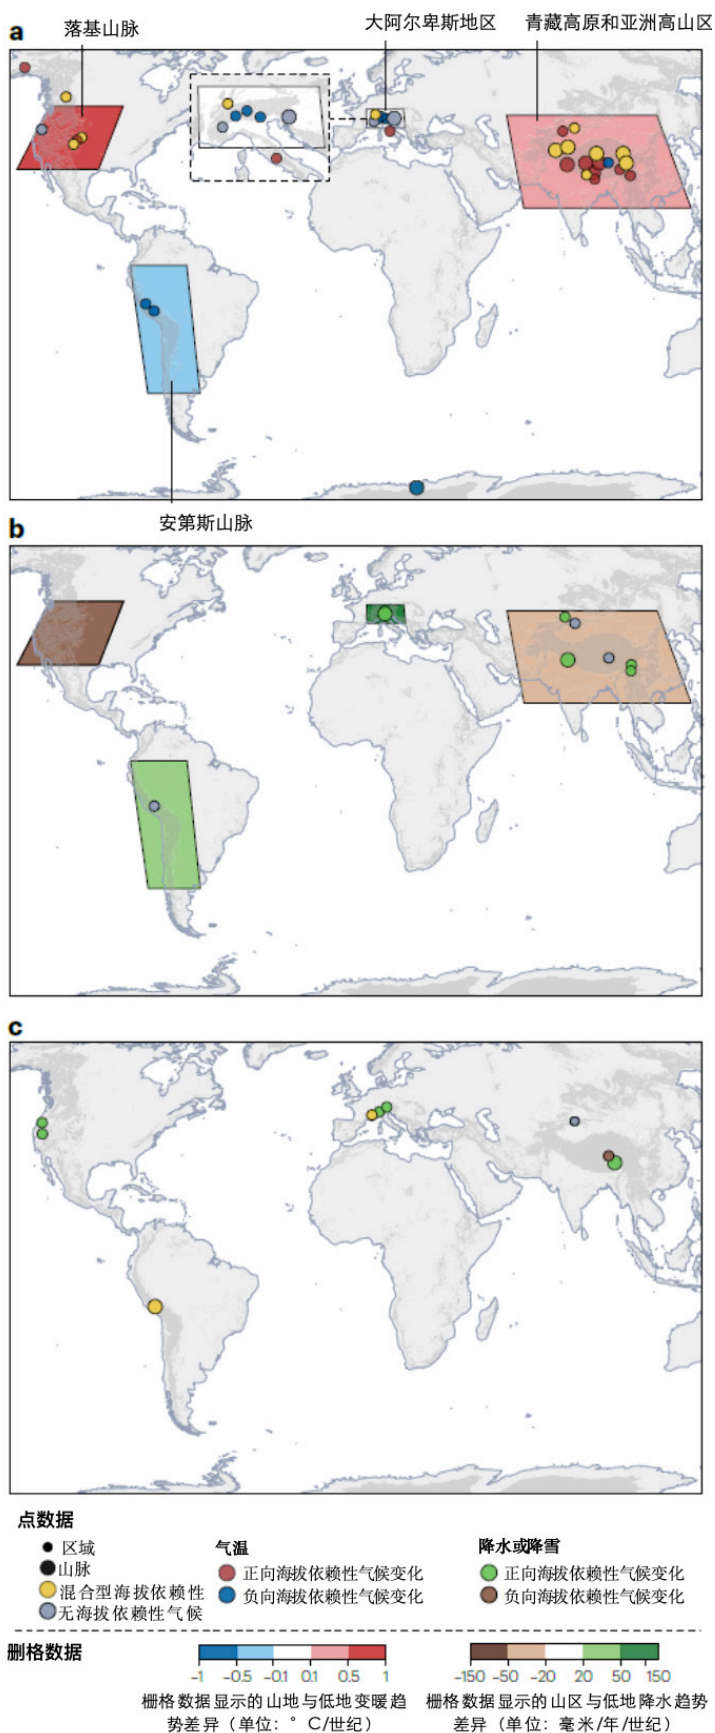 落基山脉
大阿尔卑斯地区
青藏高原和亚洲高山区
a
安第斯山脉
b
c
点数据
区域
山脉
混合型海拔依赖性
无海拔依赖性气候
气温
正向海拔依赖性气候变化
负向海拔依赖性气候变化
降水或降雪
正向海拔依赖性气候变化
负向海拔依赖性气候变化
删格数据
-1 -0.5 -0.1 0.1 0.5 1
栅格数据显示的山地与低地变暖趋
势差异（单位：°C/世纪）
-150 -50 -20 20 50 150
栅格数据显示的山区与低地降水趋势
差异（单位：毫米/年/世纪）